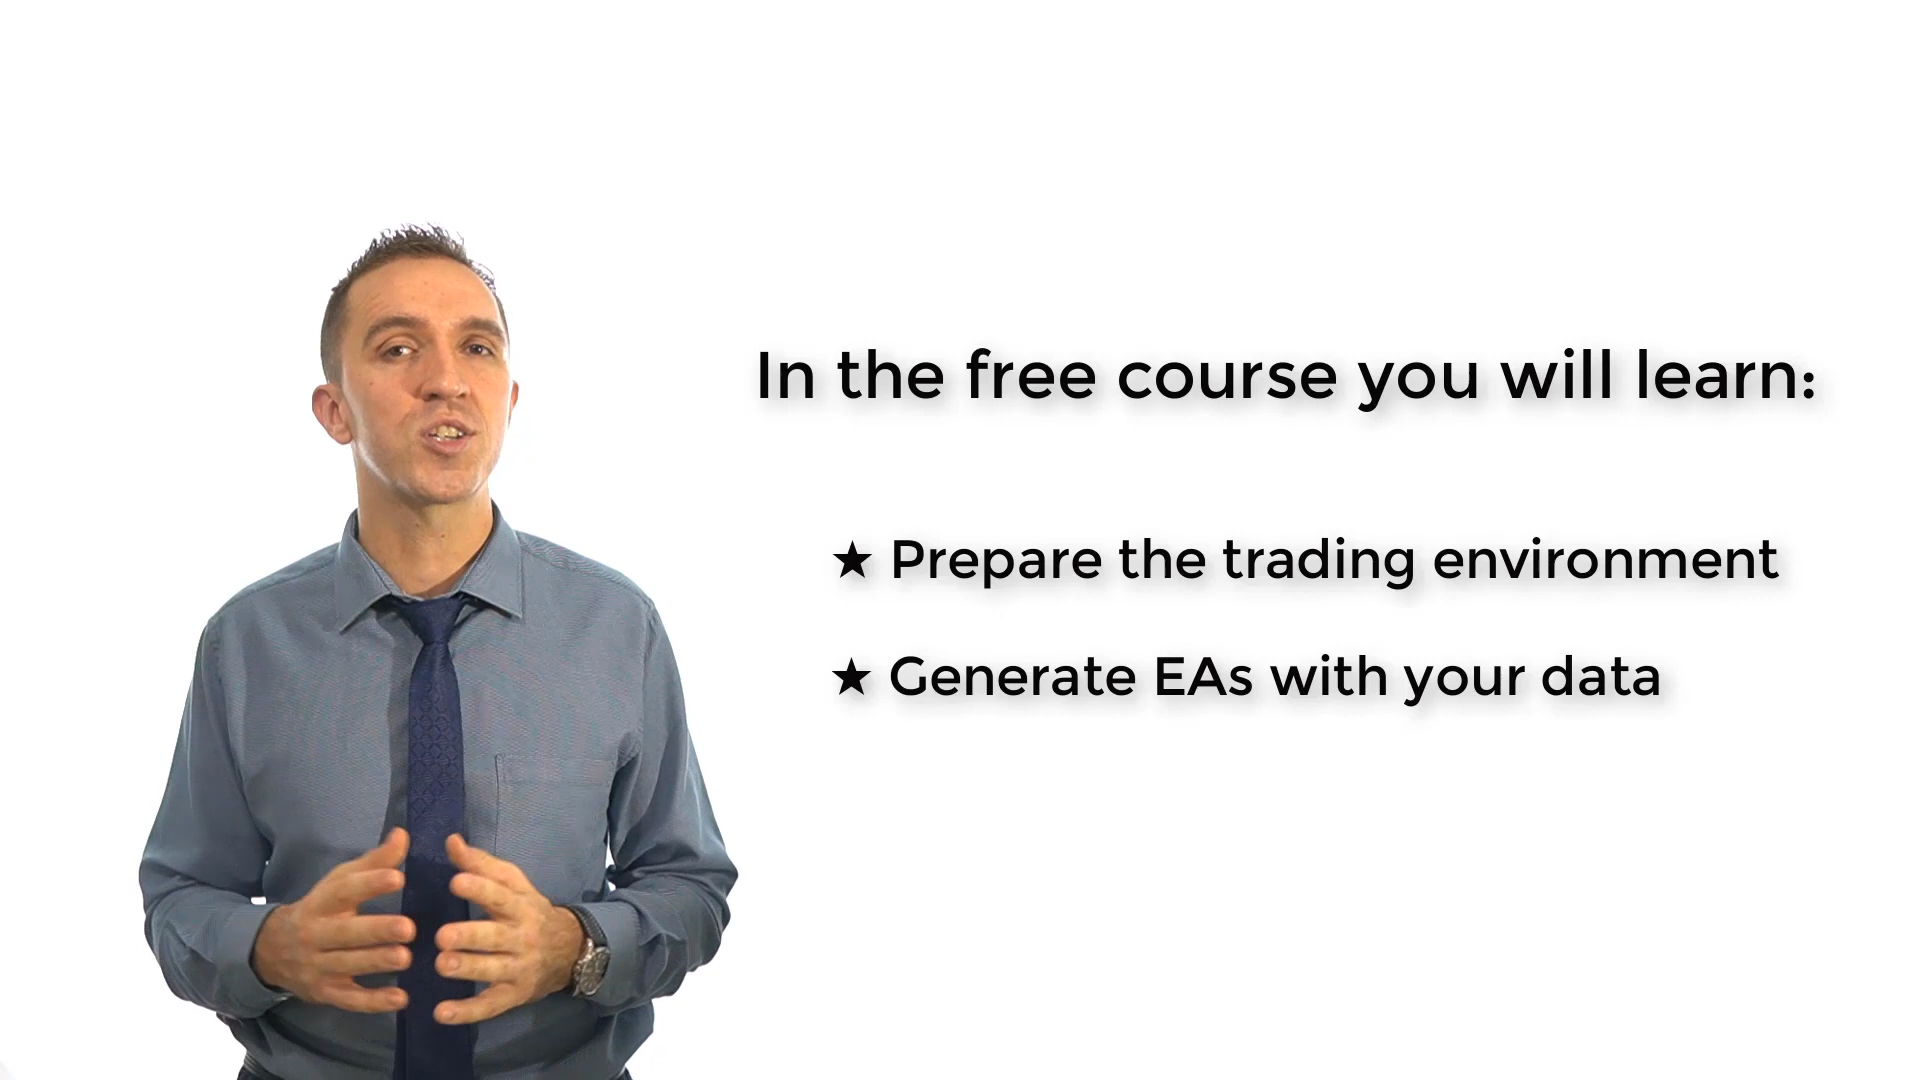 In the free course you will learn:
★ Prepare the trading environment
★ Generate EAs with your data